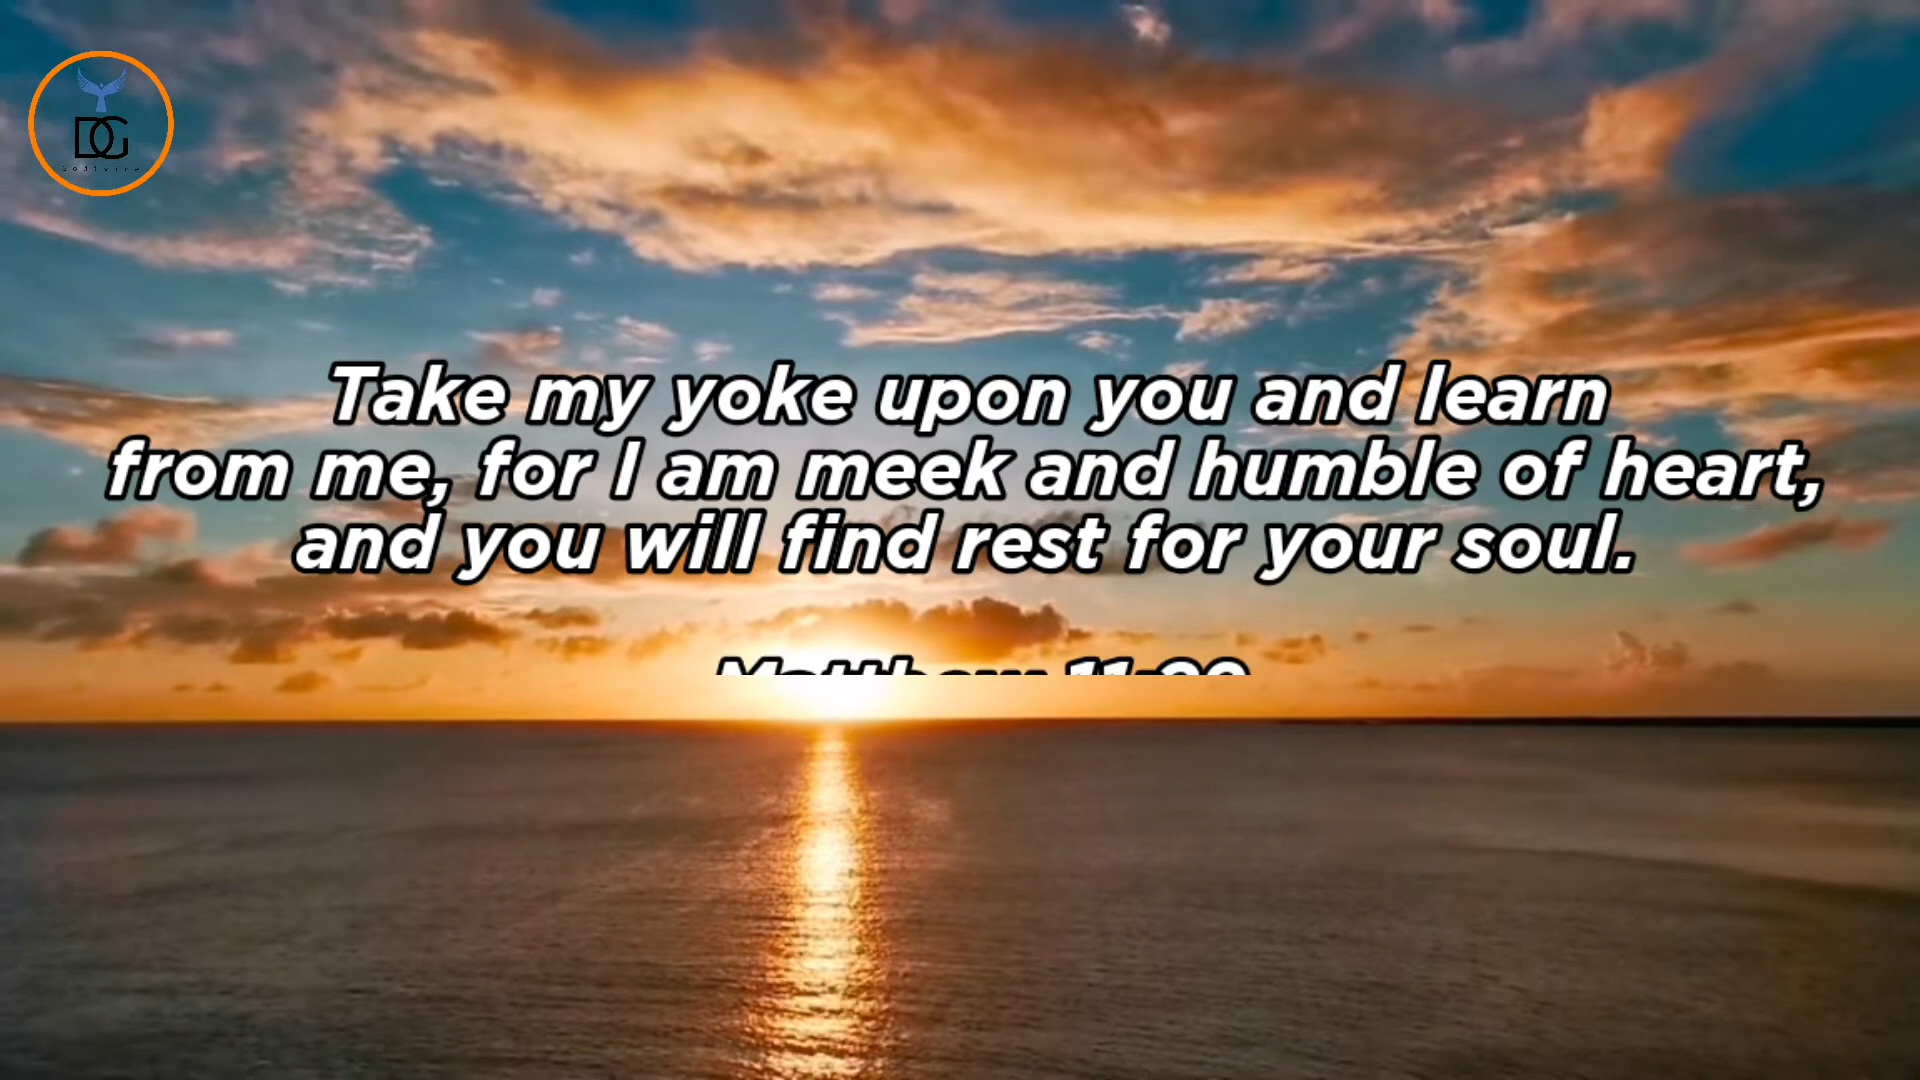 DG
Take my yoke upon you and learn
from me, for I am meek and humble of heart,
and you will find rest for your soul.
Matthew 11:29